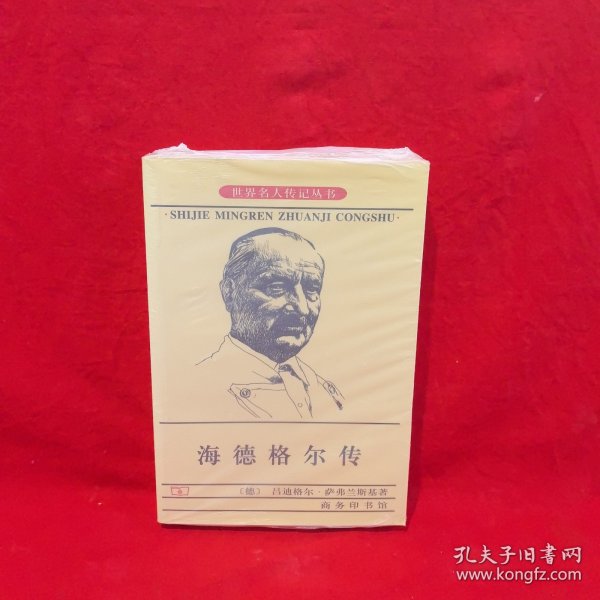 世界名人传记丛书
·SHIJIE MINGREN ZHUANJI CONGSHU·
海德格尔传
〔德〕 吕迪格尔·萨弗兰斯基著
商务印书馆
孔夫子旧书网
www.kongfz.com